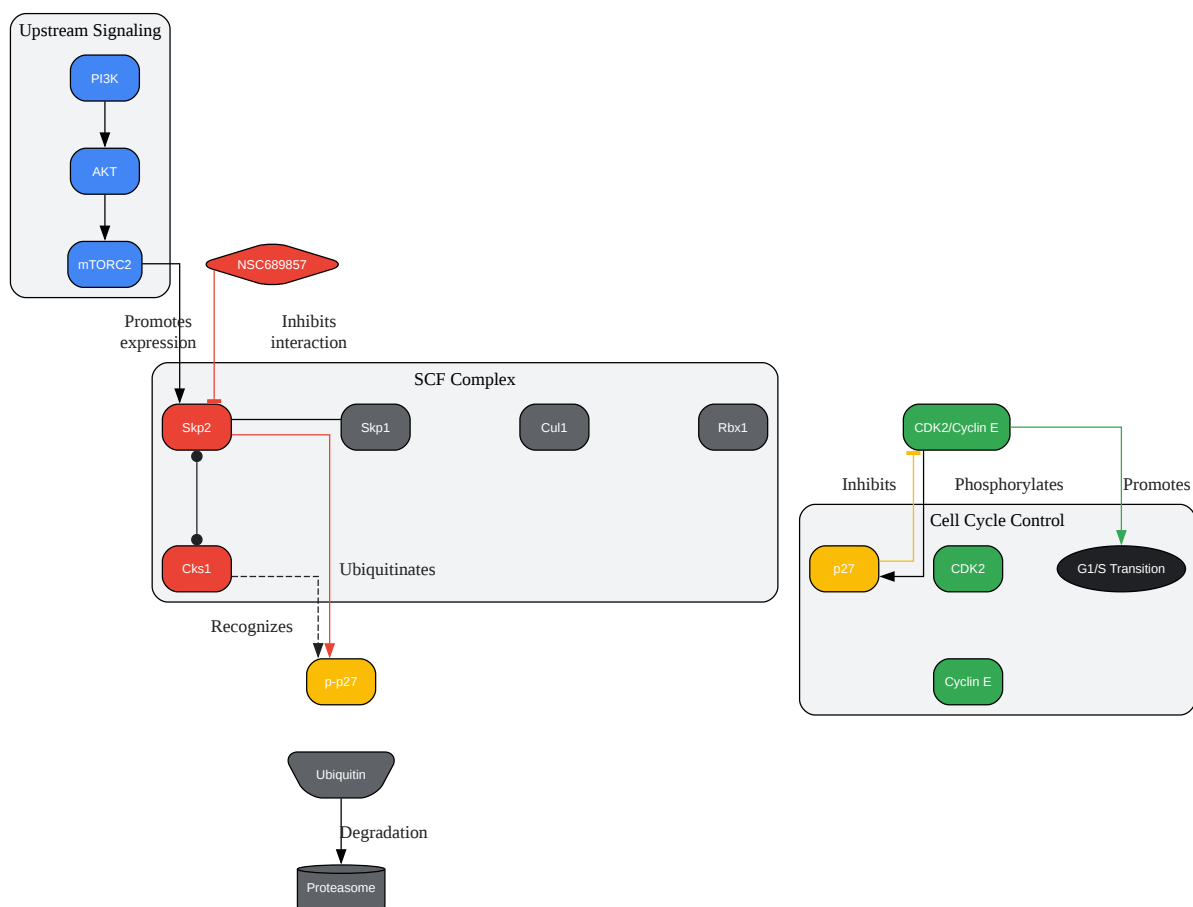 Upstream Signaling
PI3K
AKT
mTORC2
NSC689857
Promotes
expression
Inhibits
interaction
SCF Complex
Skp2
Skp1
Cul1
Rbx1
CDK2/Cyclin E
Inhibits
Phosphorylates
Promotes
Cell Cycle Control
Cks1
Ubiquitinates
p27
CDK2
G1/S Transition
Recognizes
p-p27
Cyclin E
Ubiquitin
Degradation
Proteasome